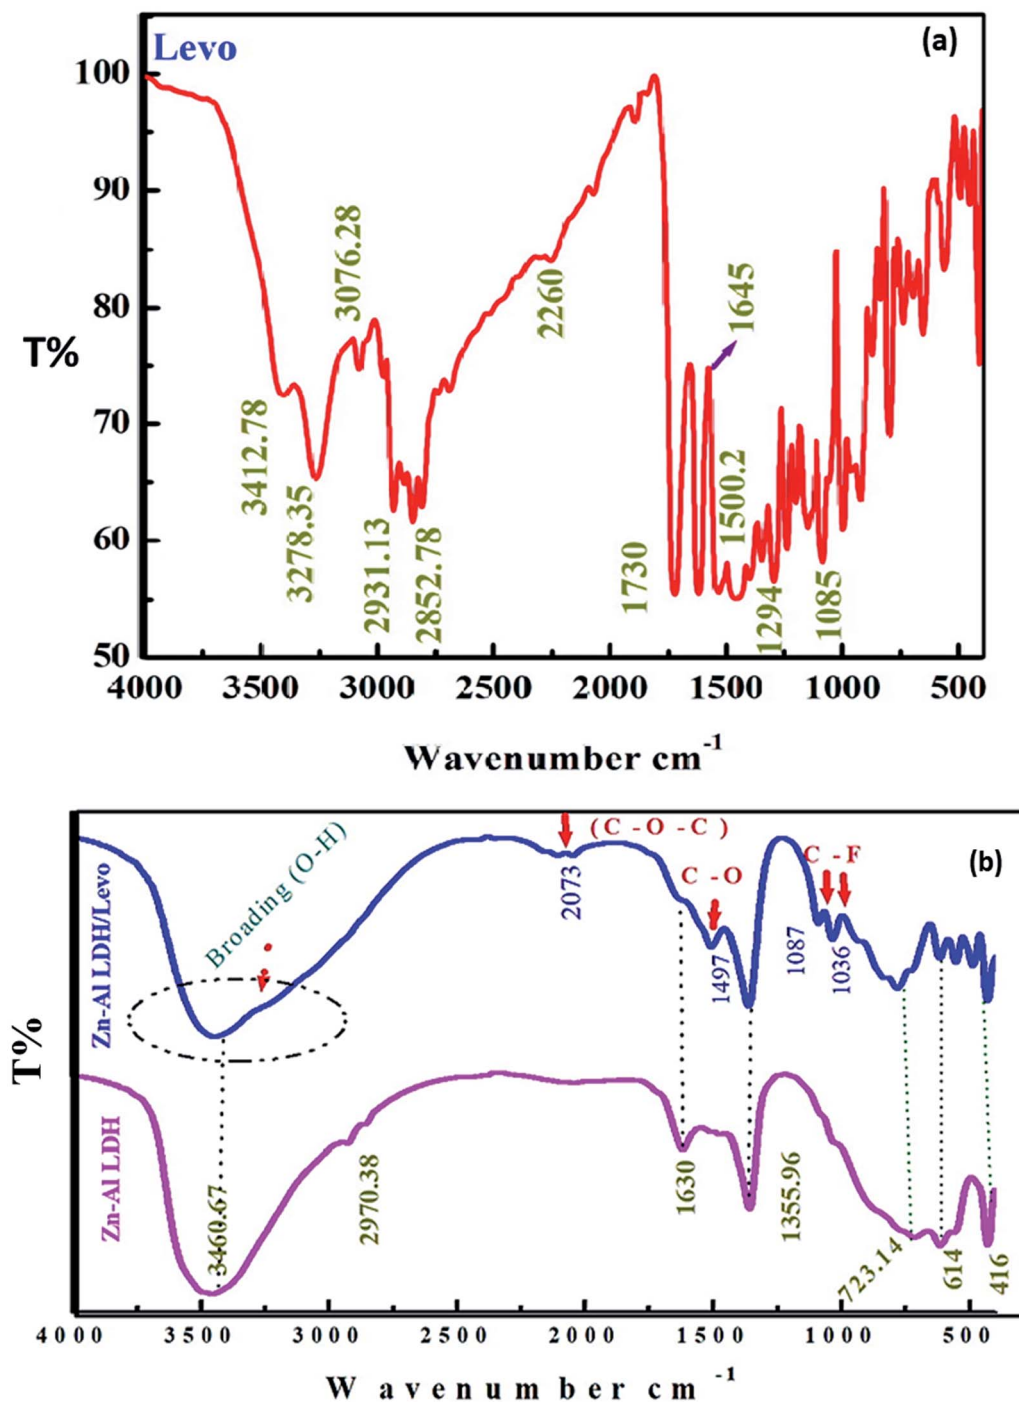 (a)
Levo
100
90
80
70
60
50
T%
3412.78
3278.35
3076.28
2931.13
2852.78
2260
1730
1645
1500.2
1294
1085
4000 3500 3000 2500 2000 1500 1000 500
Wavenumber cm-1
(b)
T%
Zn-Al LDH/Levo
Zn-Al LDH
Broading (O-H)
2073
(C-O-C)
C-O
C-F
1497
1087
1036
3460.67
2970.38
1630
1355.96
723.14
614
416
4000 3500 3000 2500 2000 1500 1000 500
Wavenumber cm-1